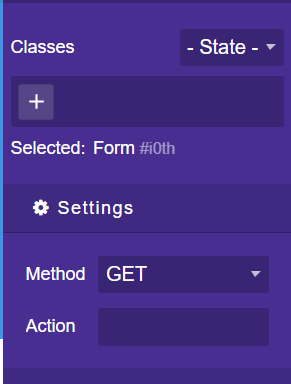 Classes - State -
+
Selected: Form #i0th
Settings
Method GET
Action